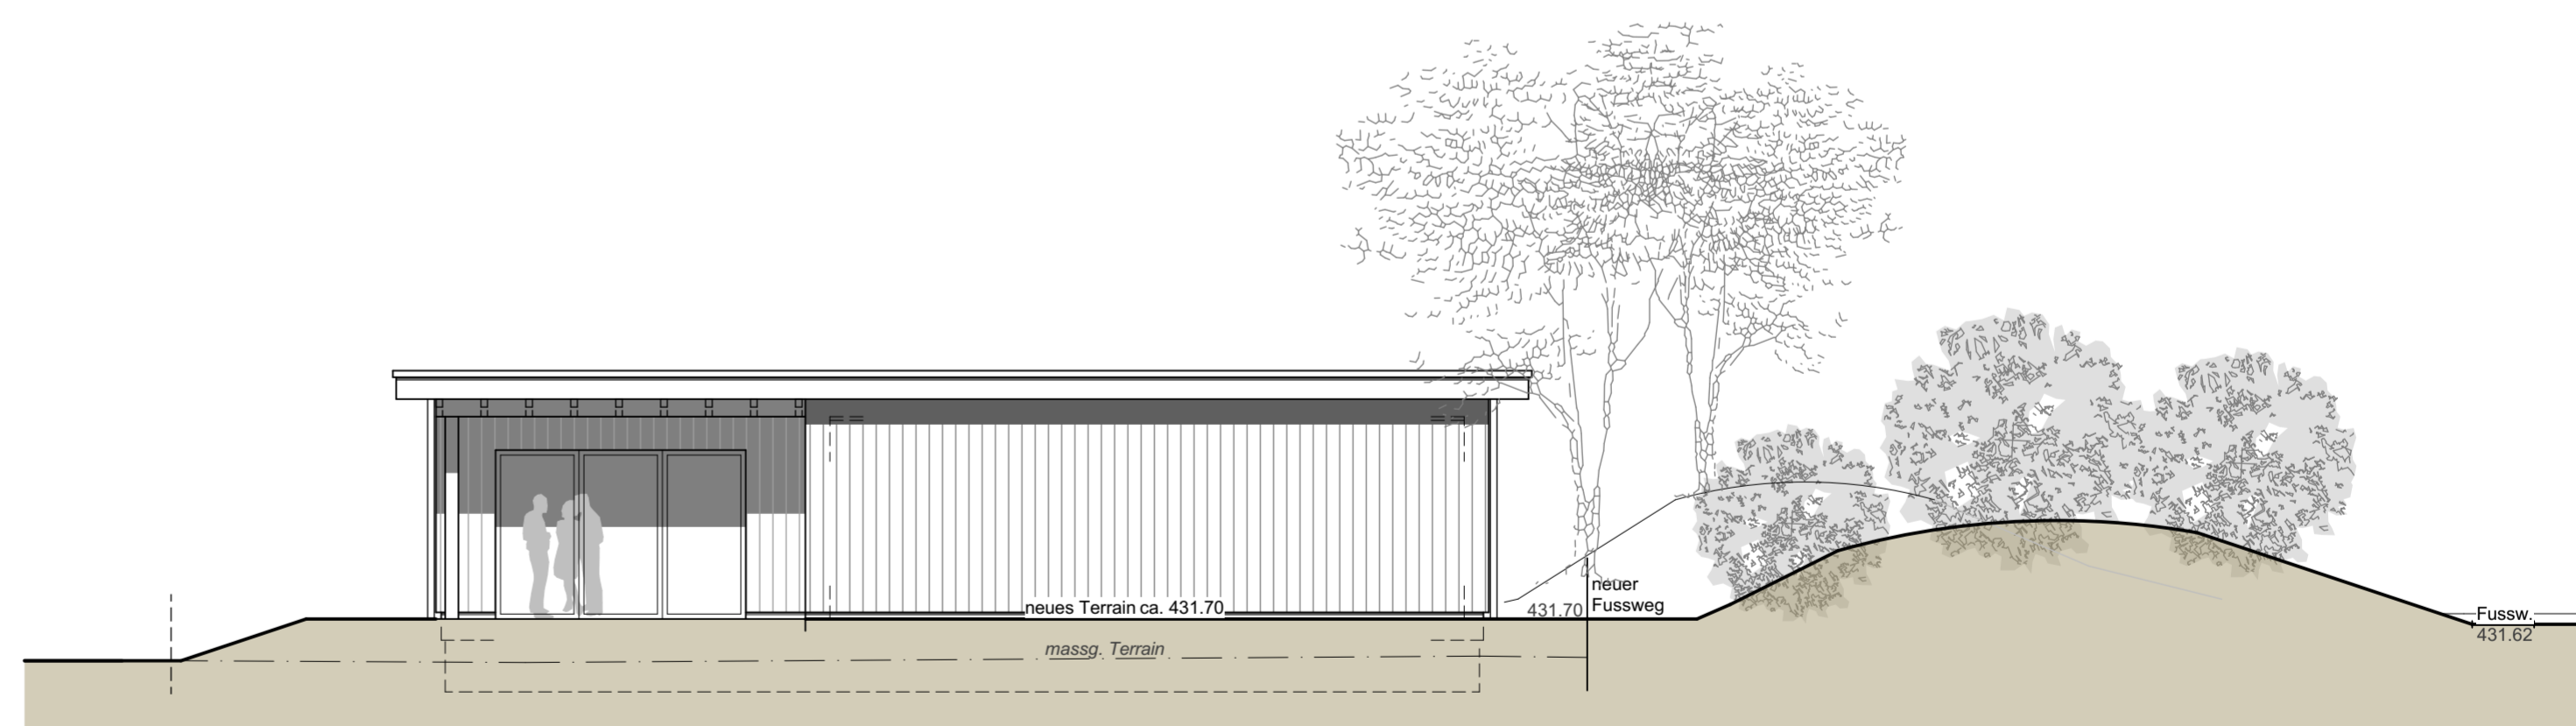 neues Terrain ca. 431.70
massg. Terrain
431.70
neuer
Fussweg
Fussw.
431.62